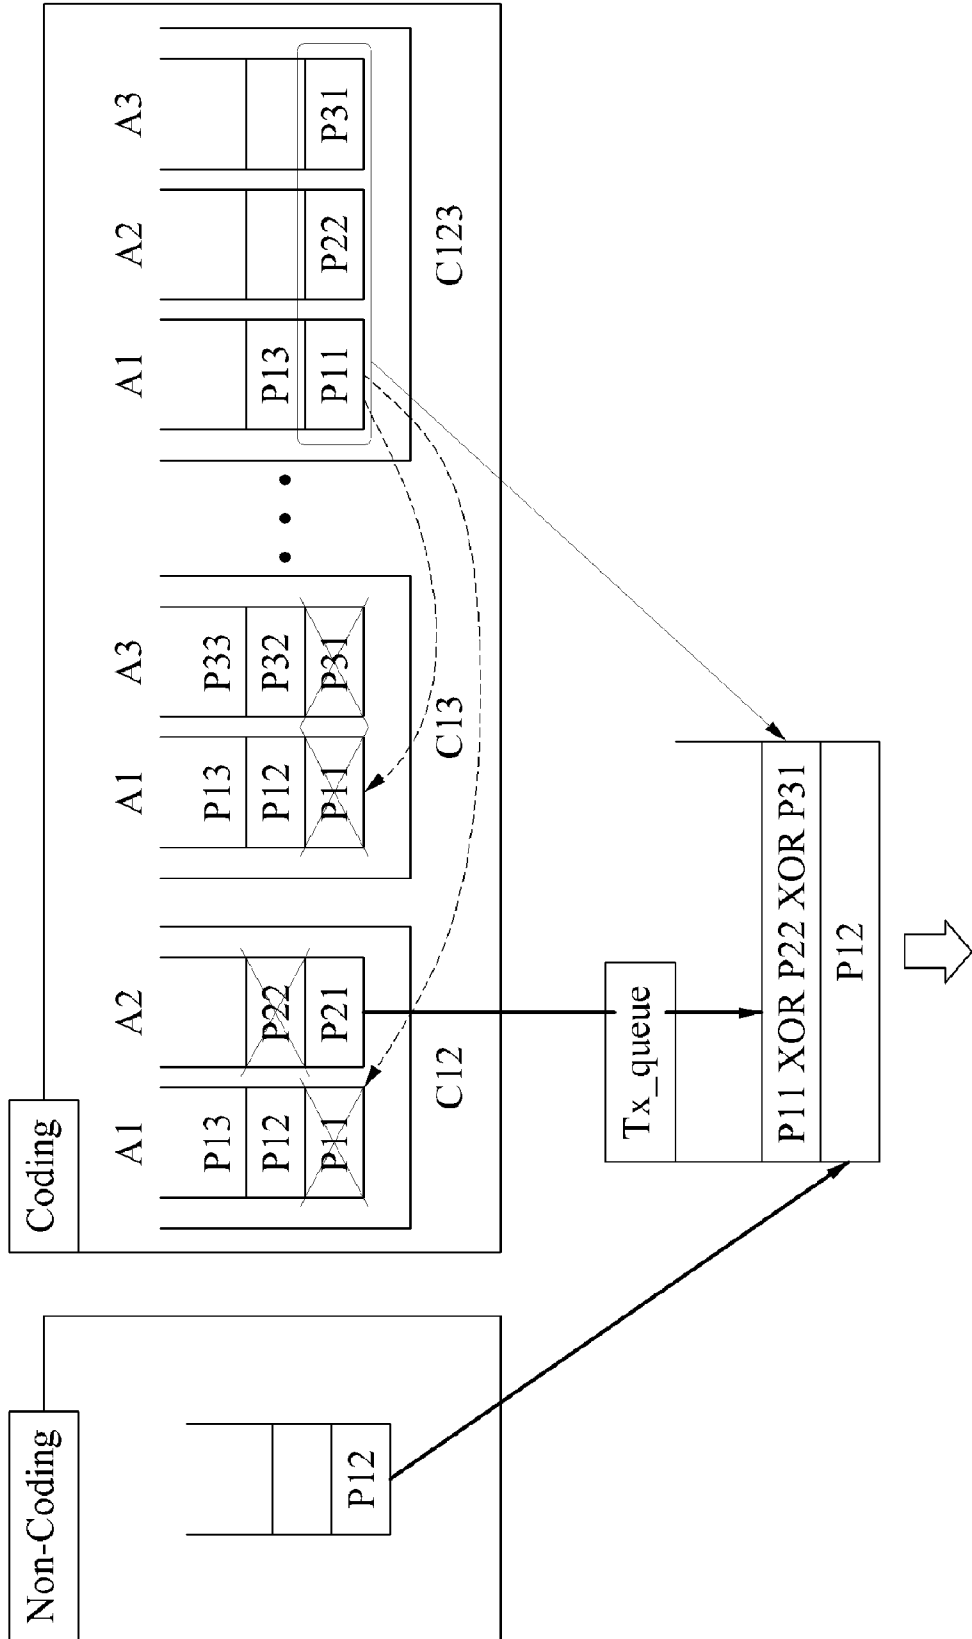 Non-Coding
P12
Coding
A1
P13
P12
P11
A2
P22
P21
C12
A1
P13
P12
P11
A3
P33
P32
P31
C13
A1
P13
P11
A2
P22
A3
P31
C123
Tx_queue
P11 XOR P22 XOR P31
P12